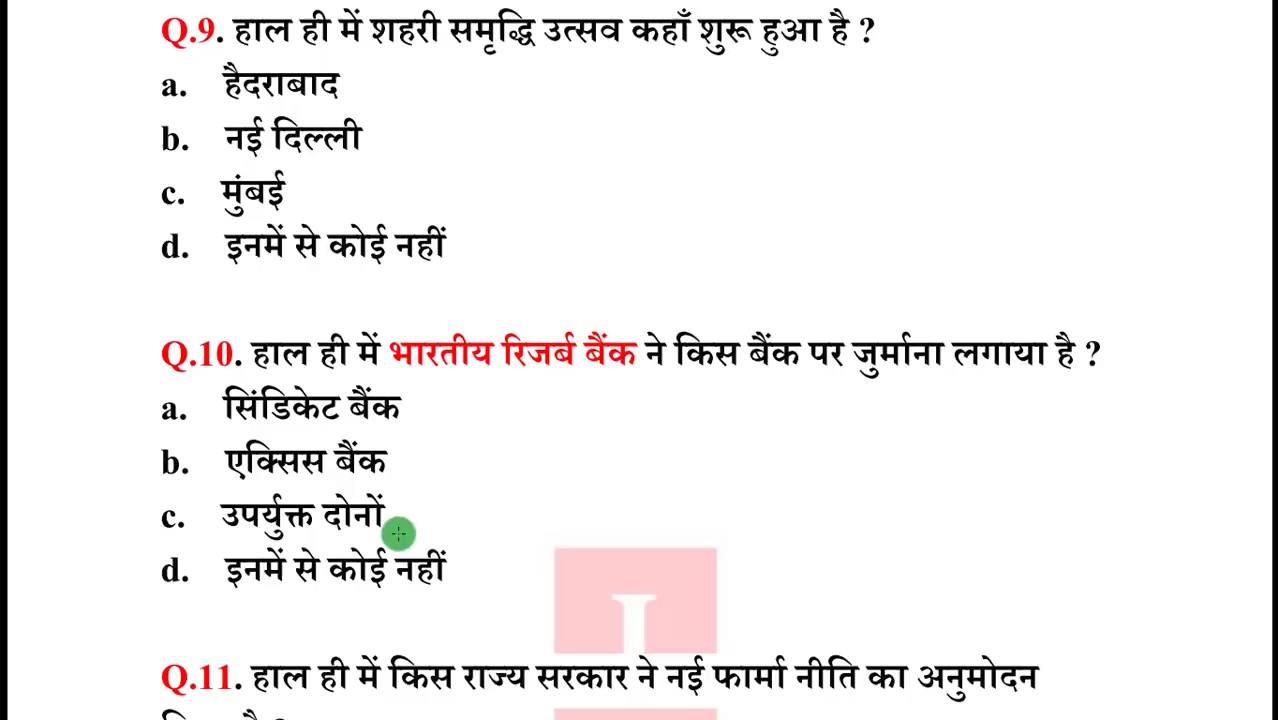 Q.9. हाल ही में शहरी समृद्धि उत्सव कहाँ शुरू हुआ है ?
a. हैदराबाद
b. नई दिल्ली
c. मुंबई
d. इनमें से कोई नहीं
Q.10. हाल ही में भारतीय रिजर्ब बैंक ने किस बैंक पर जुर्माना लगाया है ?
a. सिंडिकेट बैंक
b. एक्सिस बैंक
c. उपर्युक्त दोनों
d. इनमें से कोई नहीं
Q.11. हाल ही में किस राज्य सरकार ने नई फार्मा नीति का अनुमोदन